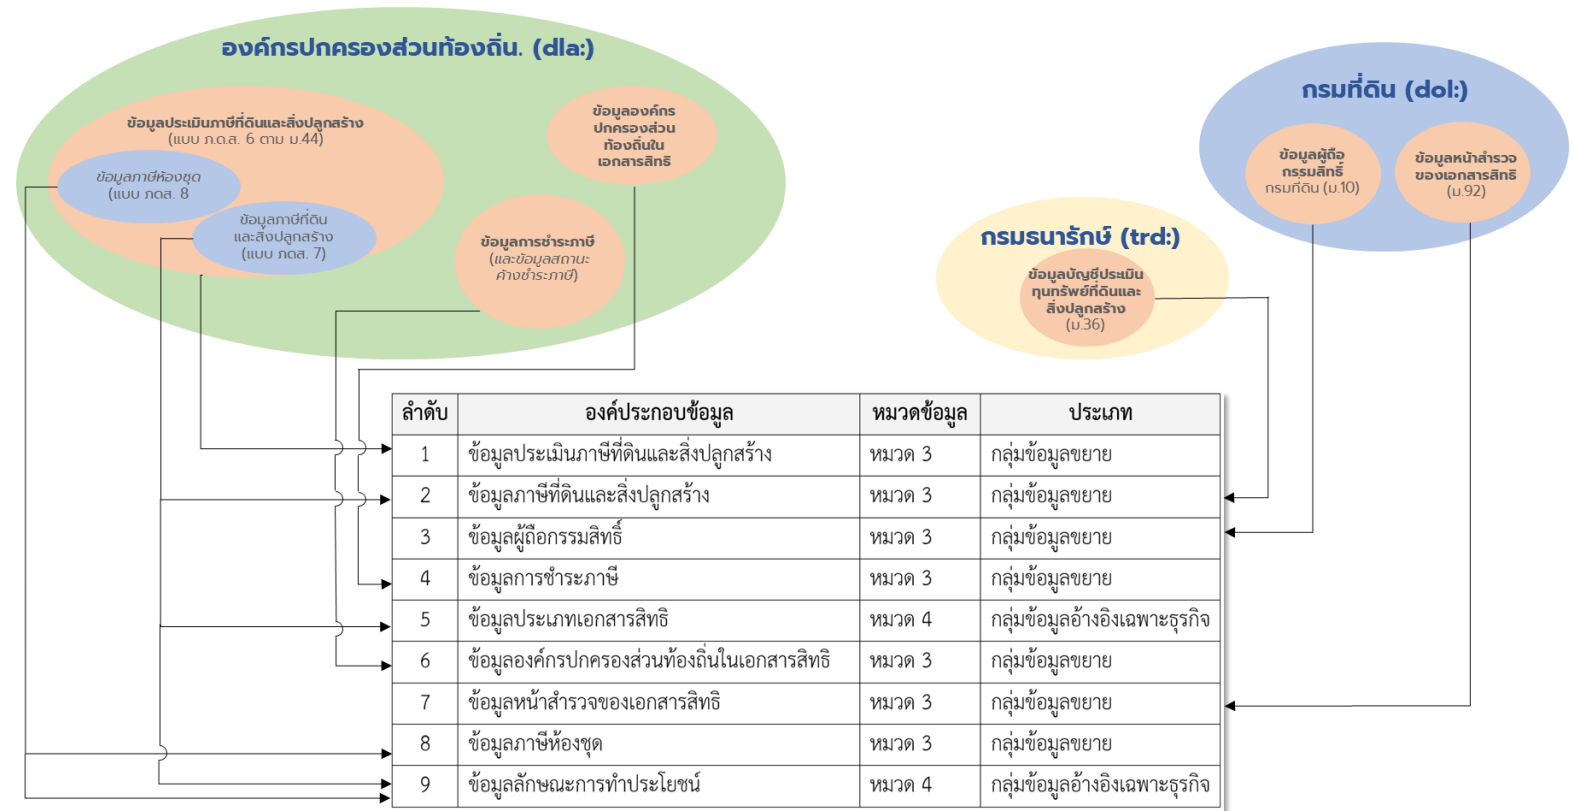 องค์กรปกครองส่วนท้องถิ่น. (dla:)
ข้อมูลประเมินภาษีที่ดินและสิ่งปลูกสร้าง
(แบบ ภ.ด.ส. 6 ตาม ม.44)
ข้อมูลภาษีห้องชุด
(แบบ ภดส. 8
ข้อมูลภาษีที่ดิน
และสิ่งปลูกสร้าง
(แบบ ภดส. 7)
ข้อมูลองค์กร
ปกครองส่วน
ท้องถิ่นใน
เอกสารสิทธิ
ข้อมูลการชำระภาษี
(และข้อมูลสถานะ
ค้างชำระภาษี)
กรมธนารักษ์ (trd:)
ข้อมูลบัญชีประเมิน
ทุนทรัพย์ที่ดินและ
สิ่งปลูกสร้าง
(ม.36)
กรมที่ดิน (dol:)
ข้อมูลผู้ถือ
กรรมสิทธิ์
กรมที่ดิน (ม.10)
ข้อมูลหน้าสำรวจ
ของเอกสารสิทธิ
(ม.92)
ลำดับ องค์ประกอบข้อมูล หมวดข้อมูล ประเภท
1 ข้อมูลประเมินภาษีที่ดินและสิ่งปลูกสร้าง หมวด 3 กลุ่มข้อมูลขยาย
2 ข้อมูลภาษีที่ดินและสิ่งปลูกสร้าง หมวด 3 กลุ่มข้อมูลขยาย
3 ข้อมูลผู้ถือกรรมสิทธิ์ หมวด 3 กลุ่มข้อมูลขยาย
4 ข้อมูลการชำระภาษี หมวด 3 กลุ่มข้อมูลขยาย
5 ข้อมูลประเภทเอกสารสิทธิ หมวด 4 กลุ่มข้อมูลอ้างอิงเฉพาะธุรกิจ
6 ข้อมูลองค์กรปกครองส่วนท้องถิ่นในเอกสารสิทธิ หมวด 3 กลุ่มข้อมูลขยาย
7 ข้อมูลหน้าสำรวจของเอกสารสิทธิ หมวด 3 กลุ่มข้อมูลขยาย
8 ข้อมูลภาษีห้องชุด หมวด 3 กลุ่มข้อมูลขยาย
9 ข้อมูลลักษณะการทำประโยชน์ หมวด 4 กลุ่มข้อมูลอ้างอิงเฉพาะธุรกิจ